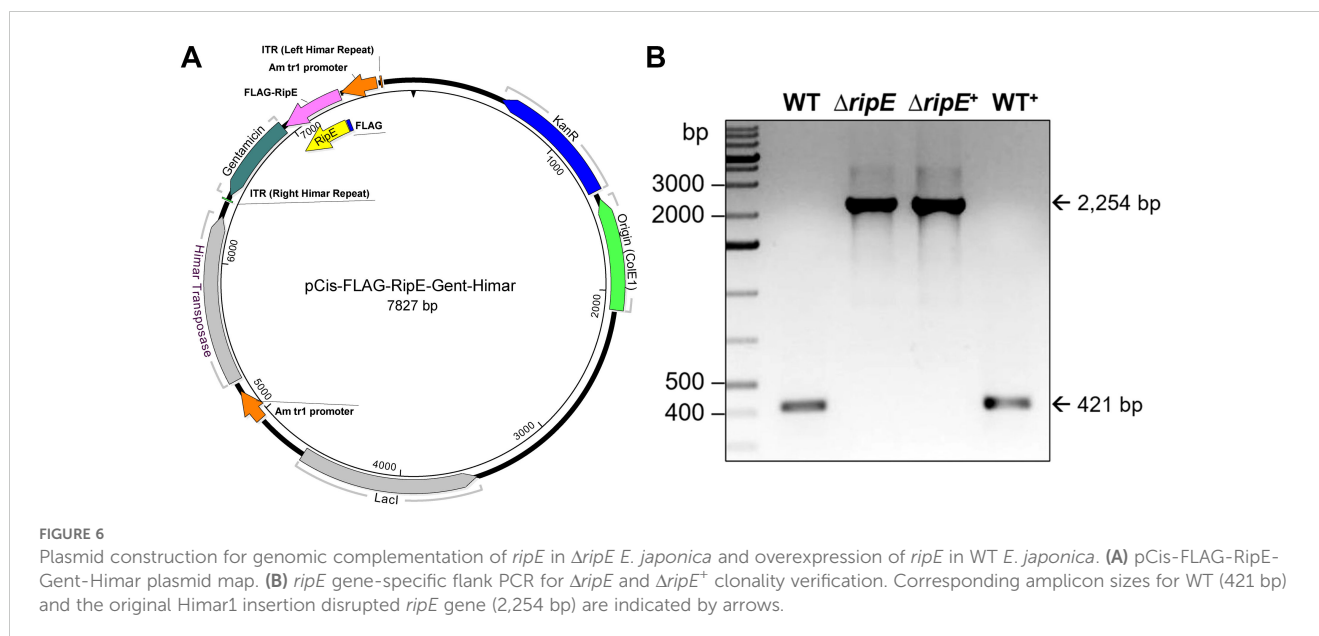 A
ITR (Left Himar Repeat)
Am tr1 promoter
FLAG-RipE
FLAG
RipE
7000
Gentamicin
ITR (Right Himar Repeat)
6000
Himar Transposase
5000
Am tr1 promoter
4000
LacI
3000
2000
Origin (ColE1)
1000
KanR
pCis-FLAG-RipE-Gent-Himar
7827 bp
B
WT ΔripE ΔripE⁺ WT⁺
bp
3000
2000
← 2,254 bp
500
400
← 421 bp
FIGURE 6
Plasmid construction for genomic complementation of ripE in ΔripE E. japonica and overexpression of ripE in WT E. japonica. (A) pCis-FLAG-RipE-
Gent-Himar plasmid map. (B) ripE gene-specific flank PCR for ΔripE and ΔripE⁺ clonality verification. Corresponding amplicon sizes for WT (421 bp)
and the original Himar1 insertion disrupted ripE gene (2,254 bp) are indicated by arrows.